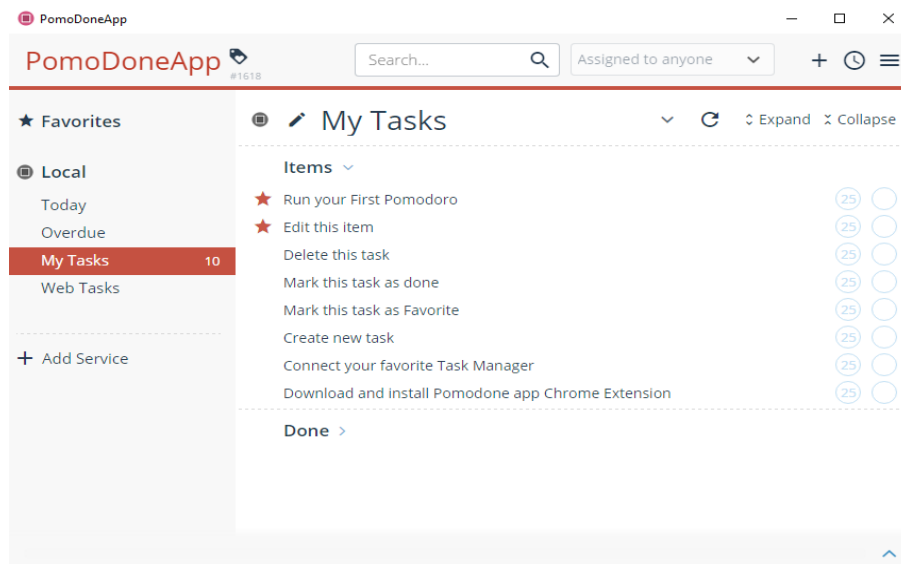 PomoDoneApp
PomoDoneApp #1618 Search... Assigned to anyone
Favorites
Local
Today
Overdue
My Tasks 10
Web Tasks
Add Service
My Tasks Expand Collapse
Items
Run your First Pomodoro 25
Edit this item 25
Delete this task 25
Mark this task as done 25
Mark this task as Favorite 25
Create new task 25
Connect your favorite Task Manager 25
Download and install Pomodone app Chrome Extension 25
Done